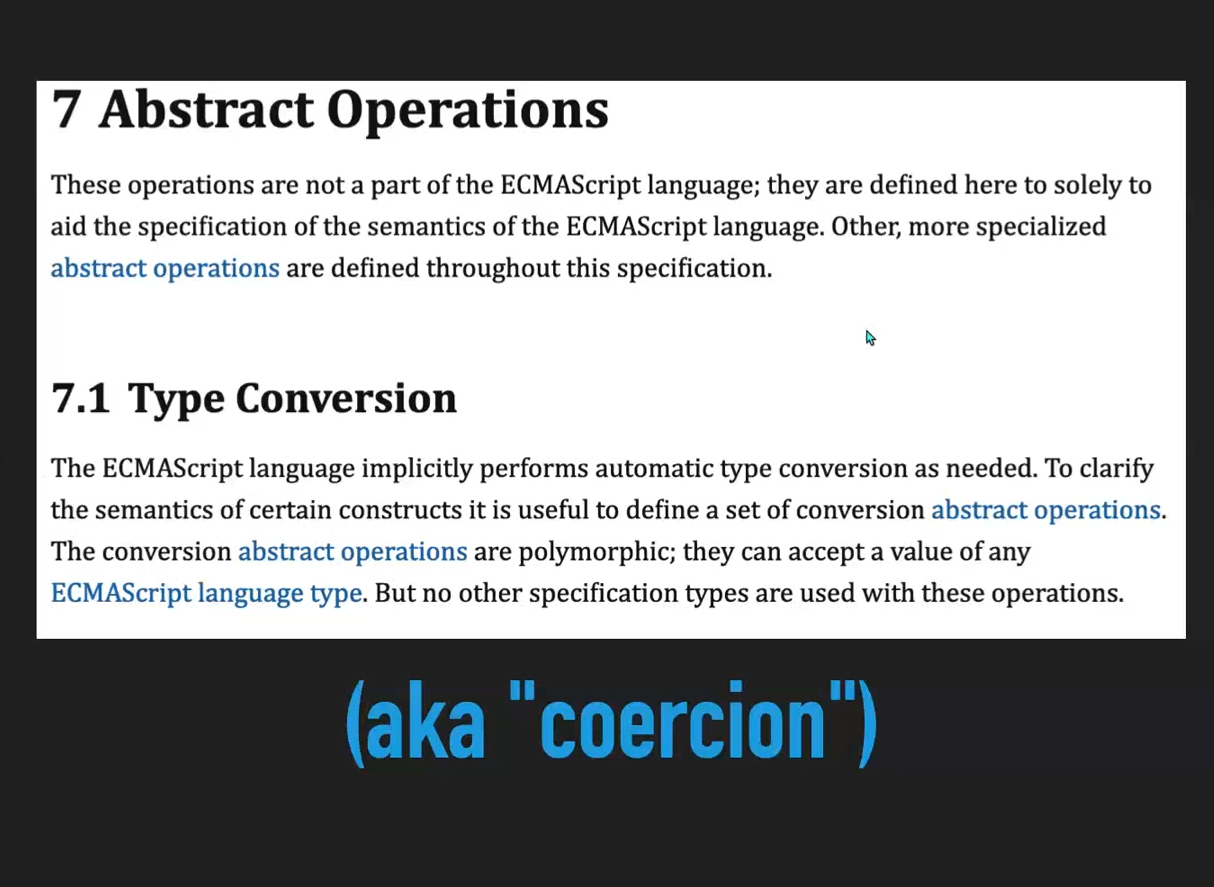 7 Abstract Operations
These operations are not a part of the ECMAScript language; they are defined here to solely to
aid the specification of the semantics of the ECMAScript language. Other, more specialized
abstract operations are defined throughout this specification.
7.1 Type Conversion
The ECMAScript language implicitly performs automatic type conversion as needed. To clarify
the semantics of certain constructs it is useful to define a set of conversion abstract operations.
The conversion abstract operations are polymorphic; they can accept a value of any
ECMAScript language type. But no other specification types are used with these operations.
(aka "coercion")